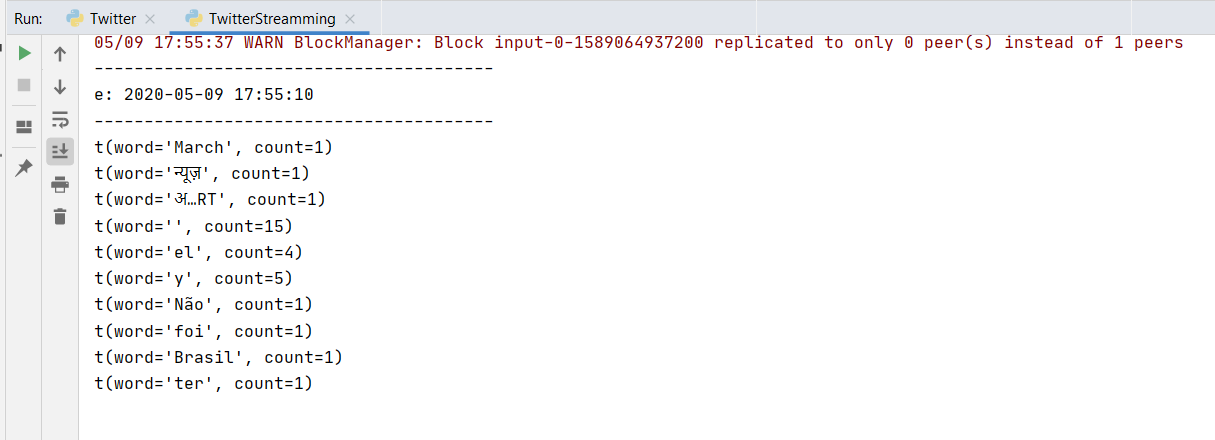 Run: Twitter TwitterStreamming
05/09 17:55:37 WARN BlockManager: Block input-0-1589064937200 replicated to only 0 peer(s) instead of 1 peers
---------------------------------------
e: 2020-05-09 17:55:10
---------------------------------------
t(word='March', count=1)
t(word='न्यूज़', count=1)
t(word='अ…RT', count=1)
t(word='', count=15)
t(word='el', count=4)
t(word='y', count=5)
t(word='Não', count=1)
t(word='foi', count=1)
t(word='Brasil', count=1)
t(word='ter', count=1)